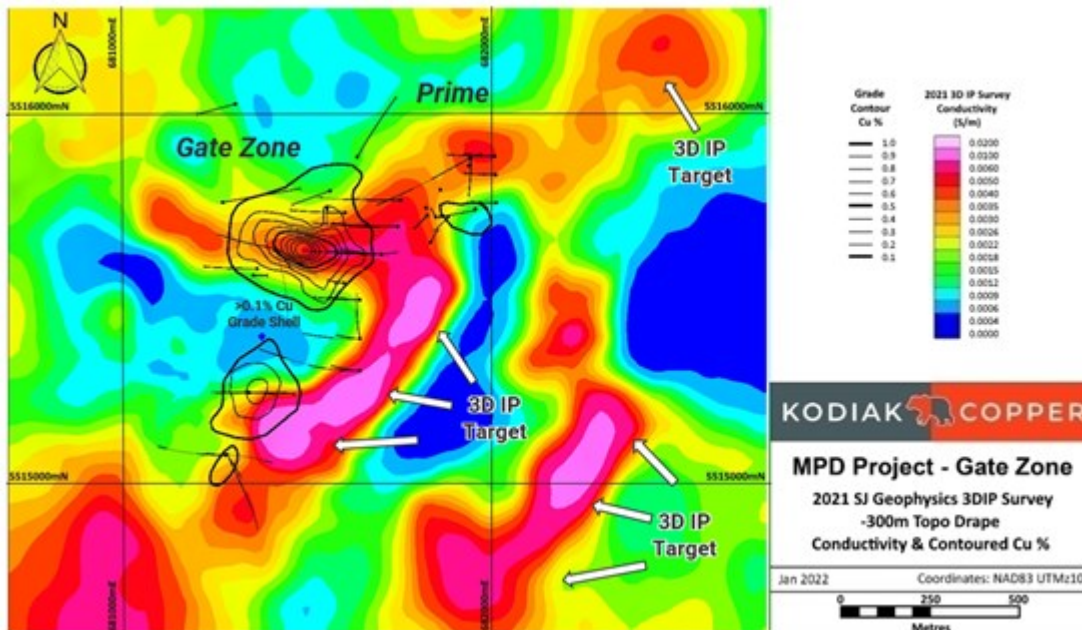 N
681000mE
682000mE
5516000mN
5516000mN
Prime
Gate Zone
3D IP
Target
>0.1% Cu
Grade Shell
3D IP
Target
5515000mN
5515000mN
3D IP
Target
681000mE
682000mE
Grade
Contour
Cu %
1.0
0.9
0.8
0.7
0.6
0.5
0.4
0.3
0.2
0.1
2021 3D IP Survey
Conductivity
(S/m)
0.0200
0.0100
0.0060
0.0050
0.0040
0.0035
0.0030
0.0026
0.0022
0.0018
0.0015
0.0012
0.0009
0.0006
0.0004
0.0000
KODIAK COPPER
MPD Project - Gate Zone
2021 SJ Geophysics 3DIP Survey
-300m Topo Drape
Conductivity & Contoured Cu %
Jan 2022 Coordinates: NAD83 UTMz10
0 250 500
Metres